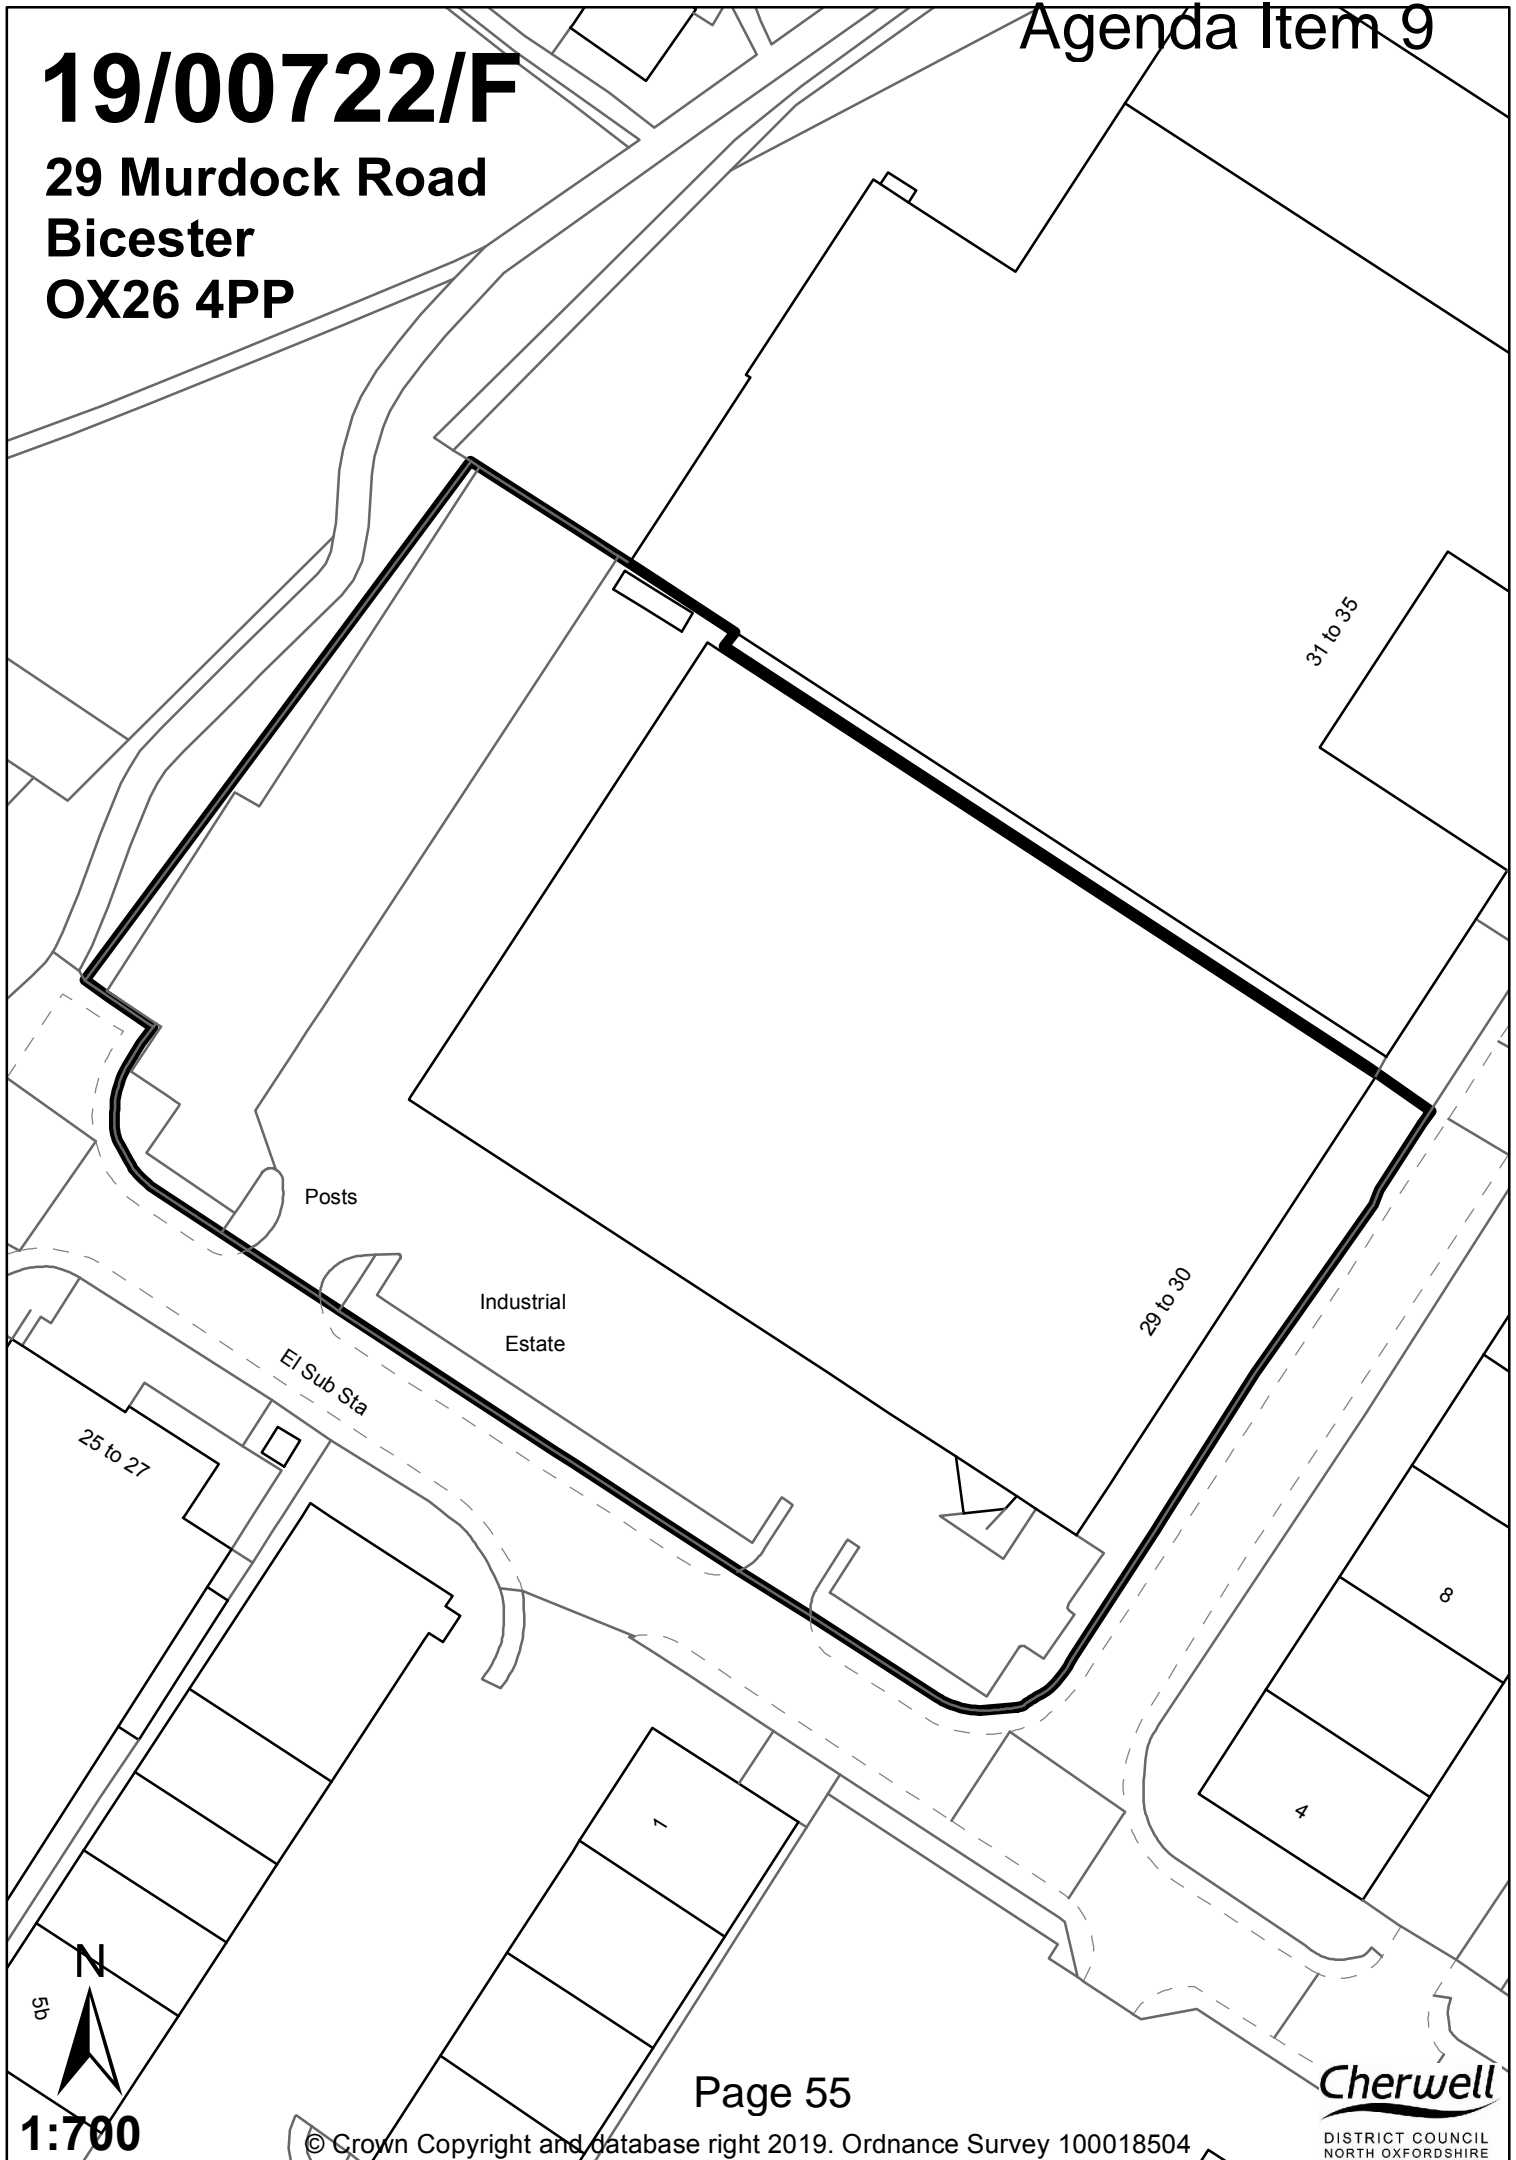 Agenda Item 9
19/00722/F
29 Murdock Road
Bicester
OX26 4PP
31 to 35
Posts
Industrial
Estate
29 to 30
El Sub Sta
25 to 27
8
4
1
N
5b
1:700
Page 55
© Crown Copyright and database right 2019. Ordnance Survey 100018504
Cherwell
DISTRICT COUNCIL
NORTH OXFORDSHIRE